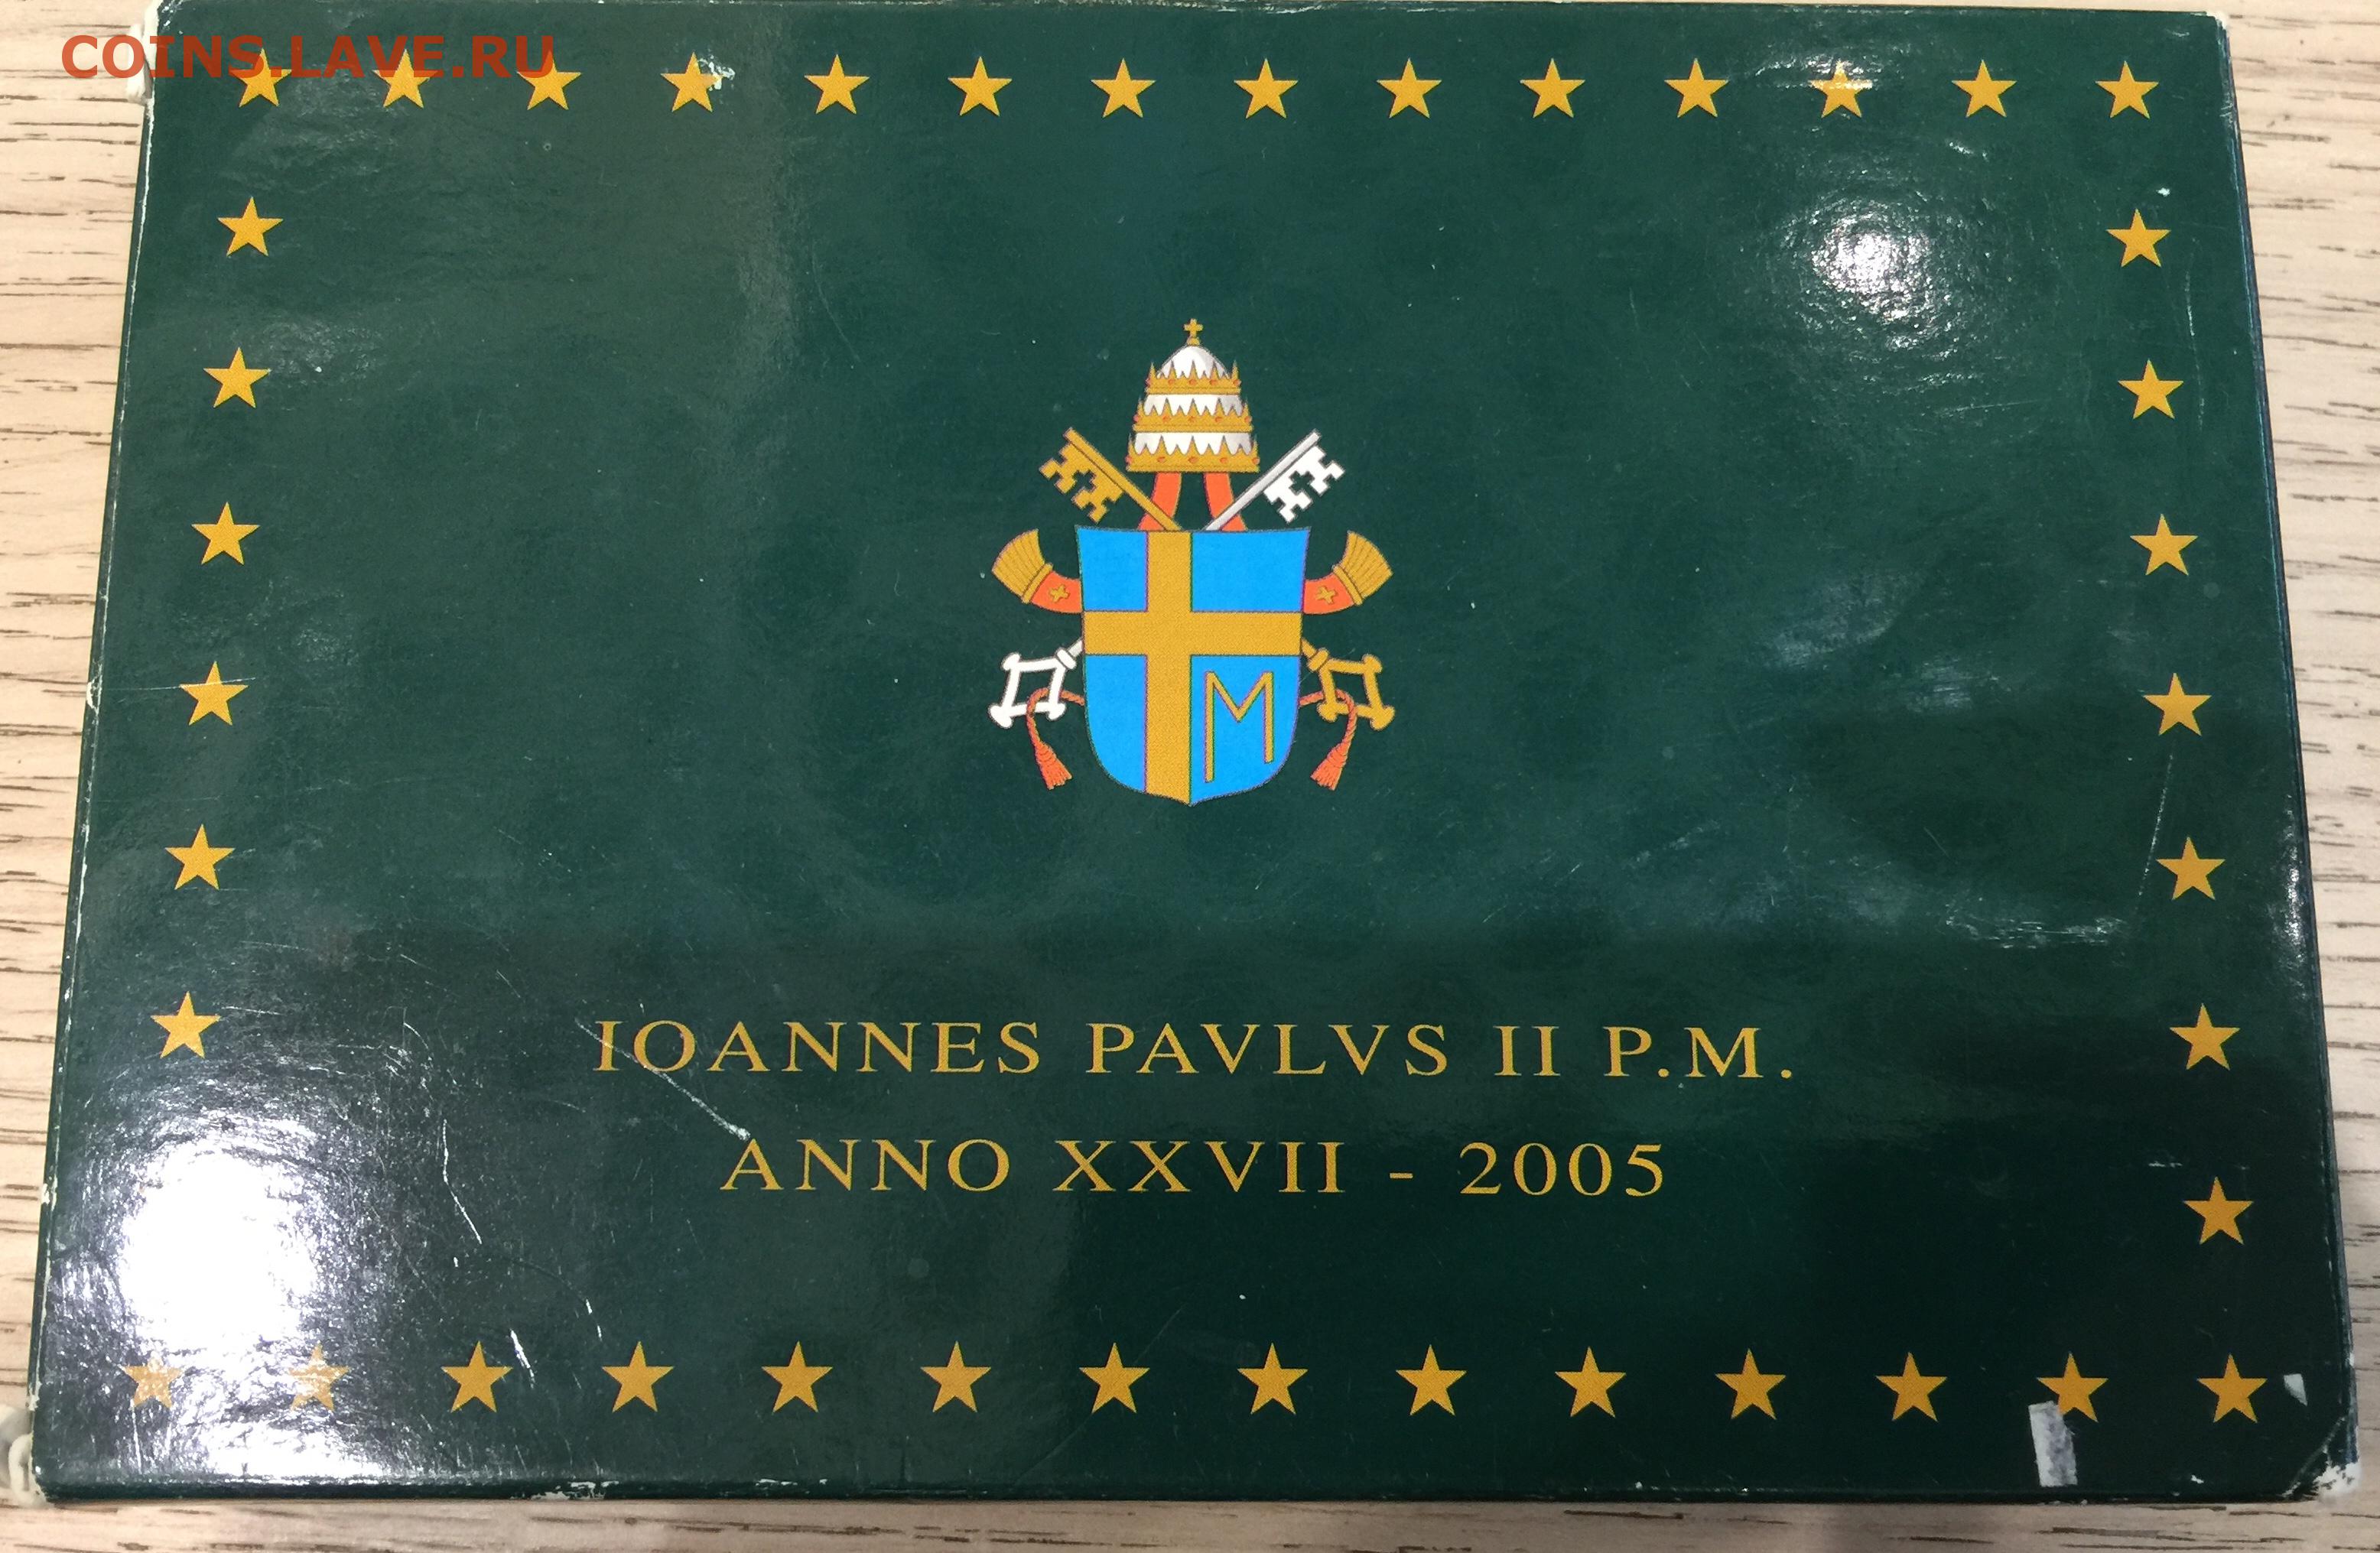 COINS.LAVE.RU
M
IOANNES PAVLVS II P.M.
ANNO XXVII - 2005